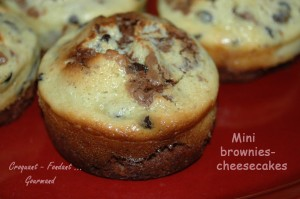 Mini
brownies-
cheesecakes
Croquant - Fondant ...
Gourmand